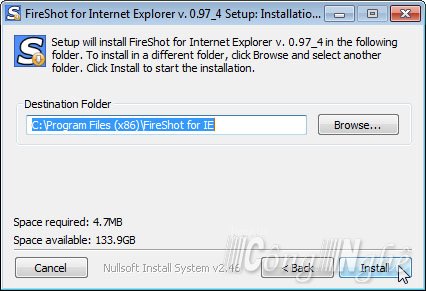 FireShot for Internet Explorer v. 0.97_4 Setup: Installatio...
Setup will install FireShot for Internet Explorer v. 0.97_4 in the following
folder. To install in a different folder, click Browse and select another
folder. Click Install to start the installation.
Destination Folder
C:\Program Files (x86)\FireShot for IE
Browse...
Space required: 4.7MB
Space available: 133.9GB
Công Nghệ
Cancel
Nullsoft Install System v2.46
< Back
Install